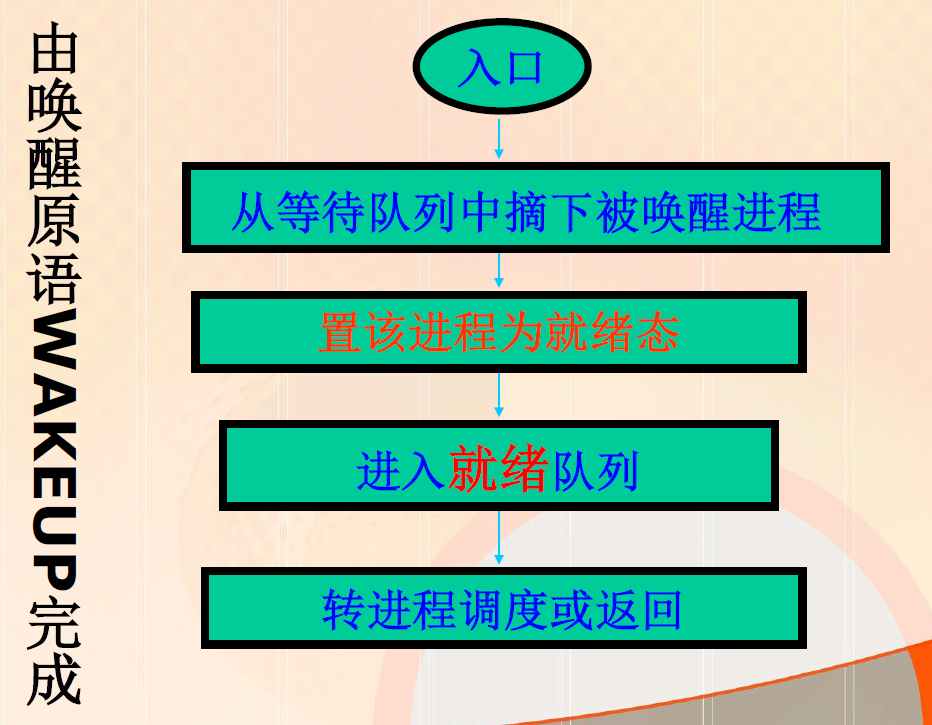 由唤醒原语WAKEUP完成
入口
从等待队列中摘下被唤醒进程
置该进程为就绪态
进入就绪队列
转进程调度或返回